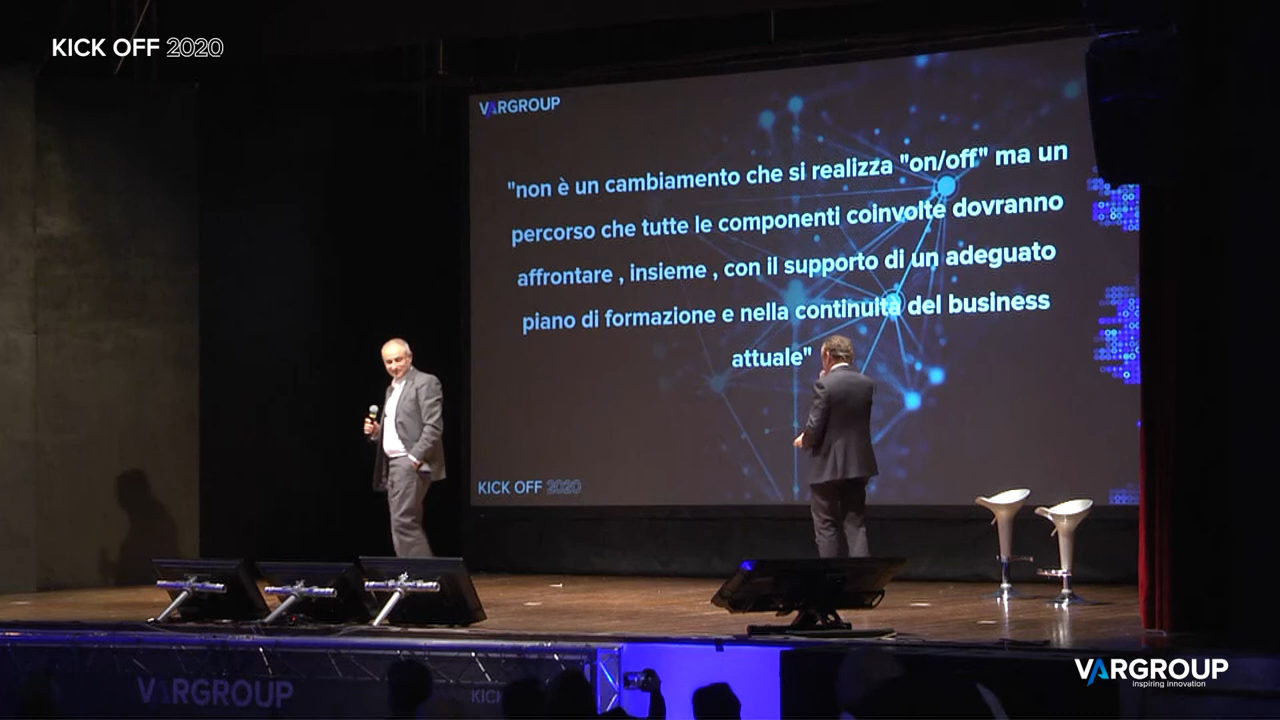 KICK OFF 2020
VARGROUP
"non è un cambiamento che si realizza "on/off" ma un
percorso che tutte le componenti coinvolte dovranno
affrontare , insieme , con il supporto di un adeguato
piano di formazione e nella continuità del business
attuale"
KICK OFF 2020
VARGROUP
KICK
VARGROUP
inspiring innovation